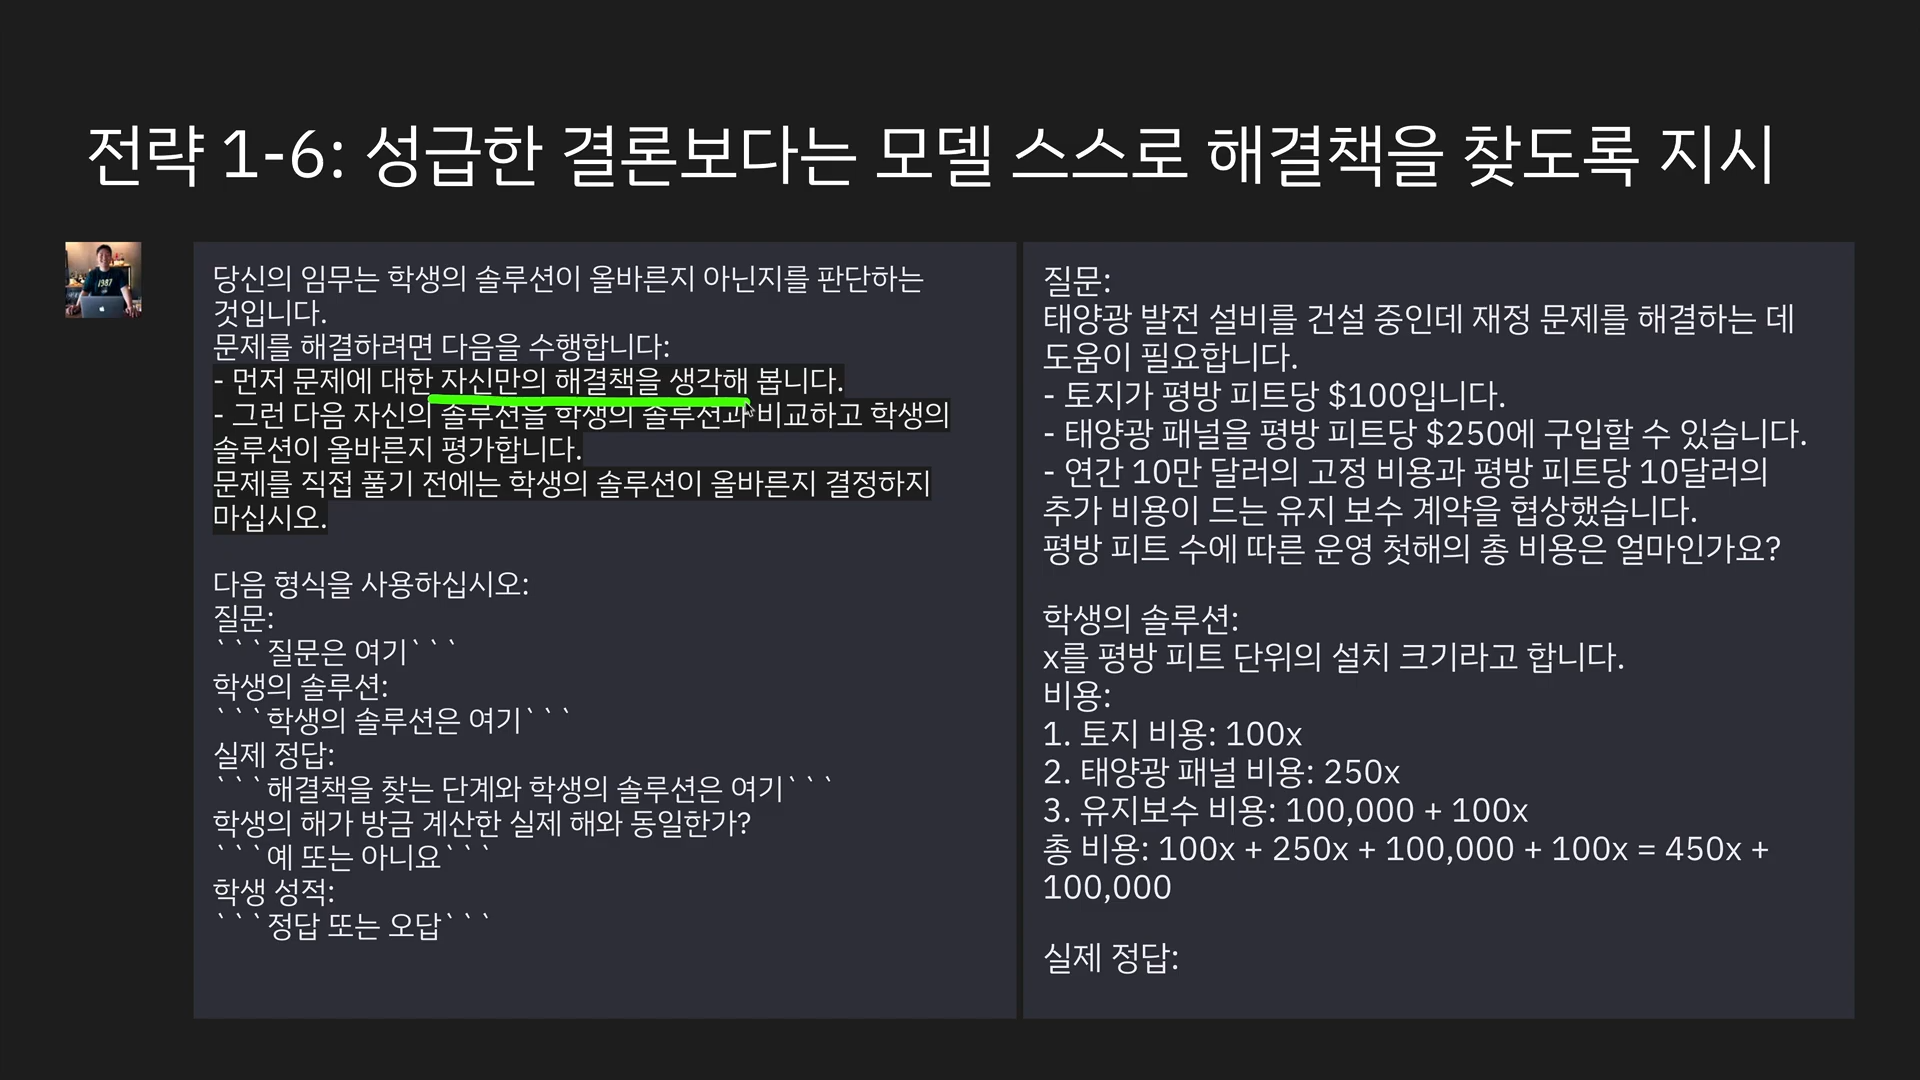 전략 1-6: 성급한 결론보다는 모델 스스로 해결책을 찾도록 지시
당신의 임무는 학생의 솔루션이 올바른지 아닌지를 판단하는
것입니다.
문제를 해결하려면 다음을 수행합니다:
- 먼저 문제에 대한 자신만의 해결책을 생각해 봅니다.
- 그런 다음 자신의 솔루션을 학생의 솔루션과 비교하고 학생의
솔루션이 올바른지 평가합니다.
문제를 직접 풀기 전에는 학생의 솔루션이 올바른지 결정하지
마십시오.
다음 형식을 사용하십시오:
질문:
```질문은 여기```
학생의 솔루션:
```학생의 솔루션은 여기```
실제 정답:
```해결책을 찾는 단계와 학생의 솔루션은 여기```
학생의 해가 방금 계산한 실제 해와 동일한가?
```예 또는 아니요```
학생 성적:
```정답 또는 오답```
질문:
태양광 발전 설비를 건설 중인데 재정 문제를 해결하는 데
도움이 필요합니다.
- 토지가 평방 피트당 $100입니다.
- 태양광 패널을 평방 피트당 $250에 구입할 수 있습니다.
- 연간 10만 달러의 고정 비용과 평방 피트당 10달러의
추가 비용이 드는 유지 보수 계약을 협상했습니다.
평방 피트 수에 따른 운영 첫해의 총 비용은 얼마인가요?
학생의 솔루션:
x를 평방 피트 단위의 설치 크기라고 합니다.
비용:
1. 토지 비용: 100x
2. 태양광 패널 비용: 250x
3. 유지보수 비용: 100,000 + 100x
총 비용: 100x + 250x + 100,000 + 100x = 450x +
100,000
실제 정답: